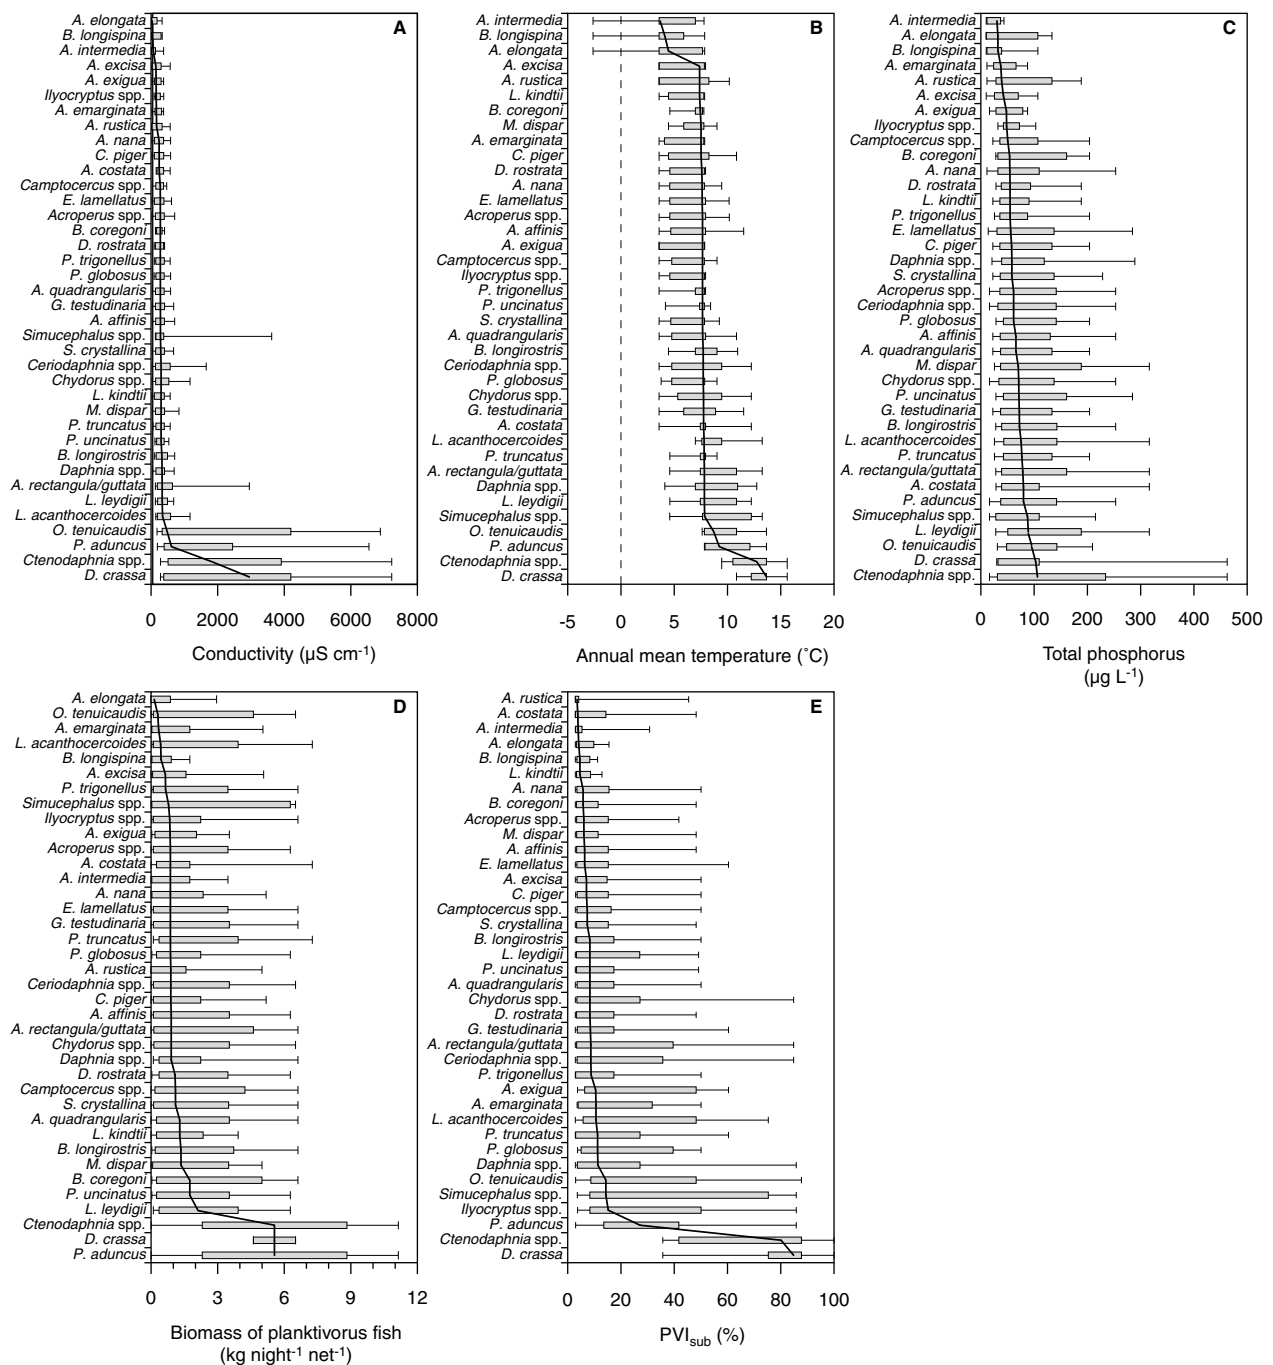 A
A. elongata
B. longispina
A. intermedia
A. excisa
A. exigua
Ilyocryptus spp.
A. emarginata
A. rustica
A. nana
C. piger
A. costata
Camptocercus spp.
E. lamellatus
Acroperus spp.
B. coregoni
D. rostrata
P. trigonellus
P. globosus
A. quadrangularis
G. testudinaria
A. affinis
Simucephalus spp.
S. crystallina
Ceriodaphnia spp.
Chydorus spp.
L. kindtii
M. dispar
P. truncatus
P. uncinatus
B. longirostris
Daphnia spp.
A. rectangula/guttata
L. leydigii
L. acanthocercoides
O. tenuicaudis
P. aduncus
Ctenodaphnia spp.
D. crassa
0 2000 4000 6000 8000
Conductivity (µS cm-1)
B
A. intermedia
B. longispina
A. elongata
A. excisa
A. rustica
L. kindtii
B. coregoni
M. dispar
A. emarginata
C. piger
D. rostrata
A. nana
E. lamellatus
Acroperus spp.
A. affinis
A. exigua
Camptocercus spp.
Ilyocryptus spp.
P. trigonellus
P. uncinatus
S. crystallina
A. quadrangularis
B. longirostris
Ceriodaphnia spp.
P. globosus
Chydorus spp.
G. testudinaria
A. costata
L. acanthocercoides
P. truncatus
A. rectangula/guttata
Daphnia spp.
L. leydigii
Simucephalus spp.
O. tenuicaudis
P. aduncus
Ctenodaphnia spp.
D. crassa
-5 0 5 10 15 20
Annual mean temperature (˚C)
C
A. intermedia
A. elongata
B. longispina
A. emarginata
A. rustica
A. excisa
A. exigua
Ilyocryptus spp.
Camptocercus spp.
B. coregoni
A. nana
D. rostrata
L. kindtii
P. trigonellus
E. lamellatus
C. piger
Daphnia spp.
S. crystallina
Acroperus spp.
Ceriodaphnia spp.
P. globosus
A. affinis
A. quadrangularis
M. dispar
Chydorus spp.
P. uncinatus
G. testudinaria
B. longirostris
L. acanthocercoides
P. truncatus
A. rectangula/guttata
A. costata
P. aduncus
Simucephalus spp.
L. leydigii
O. tenuicaudis
D. crassa
Ctenodaphnia spp.
0 100 200 300 400 500
Total phosphorus
(µg L-1)
D
A. elongata
O. tenuicaudis
A. emarginata
L. acanthocercoides
B. longispina
A. excisa
P. trigonellus
Simucephalus spp.
Ilyocryptus spp.
A. exigua
Acroperus spp.
A. costata
A. intermedia
A. nana
E. lamellatus
G. testudinaria
P. truncatus
P. globosus
A. rustica
Ceriodaphnia spp.
C. piger
A. affinis
A. rectangula/guttata
Chydorus spp.
Daphnia spp.
D. rostrata
Camptocercus spp.
S. crystallina
A. quadrangularis
L. kindtii
B. longirostris
M. dispar
B. coregoni
P. uncinatus
L. leydigii
Ctenodaphnia spp.
D. crassa
P. aduncus
0 3 6 9 12
Biomass of planktivorus fish
(kg night-1 net-1)
E
A. rustica
A. costata
A. intermedia
A. elongata
B. longispina
L. kindtii
A. nana
B. coregoni
Acroperus spp.
M. dispar
A. affinis
E. lamellatus
A. excisa
C. piger
Camptocercus spp.
S. crystallina
B. longirostris
L. leydigii
P. uncinatus
A. quadrangularis
Chydorus spp.
D. rostrata
G. testudinaria
A. rectangula/guttata
Ceriodaphnia spp.
P. trigonellus
A. exigua
A. emarginata
L. acanthocercoides
P. truncatus
P. globosus
Daphnia spp.
O. tenuicaudis
Simucephalus spp.
Ilyocryptus spp.
P. aduncus
Ctenodaphnia spp.
D. crassa
0 20 40 60 80 100
PVIsub (%)